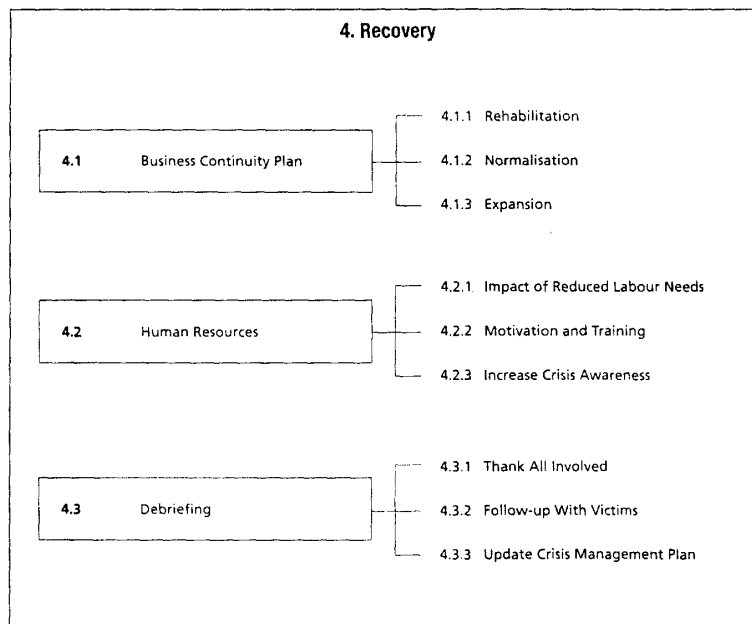 4. Recovery
4.1 Business Continuity Plan
4.1.1 Rehabilitation
4.1.2 Normalisation
4.1.3 Expansion
4.2 Human Resources
4.2.1 Impact of Reduced Labour Needs
4.2.2 Motivation and Training
4.2.3 Increase Crisis Awareness
4.3 Debriefing
4.3.1 Thank All Involved
4.3.2 Follow-up With Victims
4.3.3 Update Crisis Management Plan